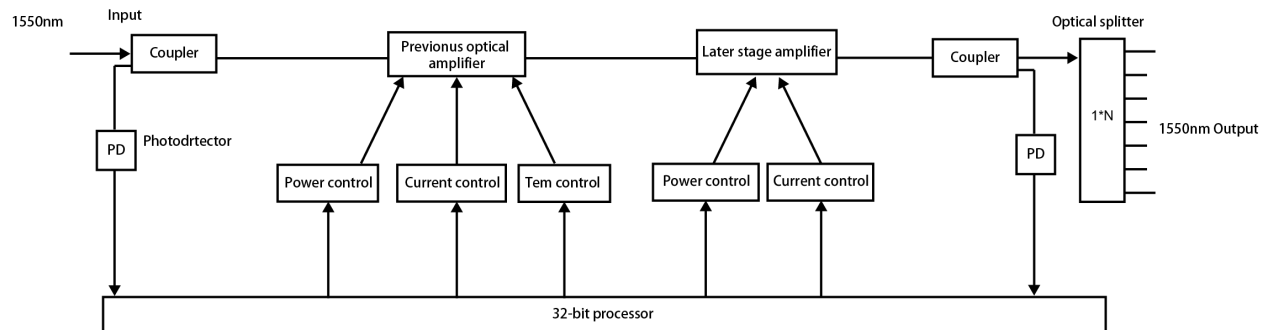 Input
Optical splitter
1550nm
Coupler
Previonus optical
amplifier
Later stage amplifier
Coupler
1*N
1550nm Output
PD
Photodrtector
PD
Power control
Current control
Tem control
Power control
Current control
32-bit processor